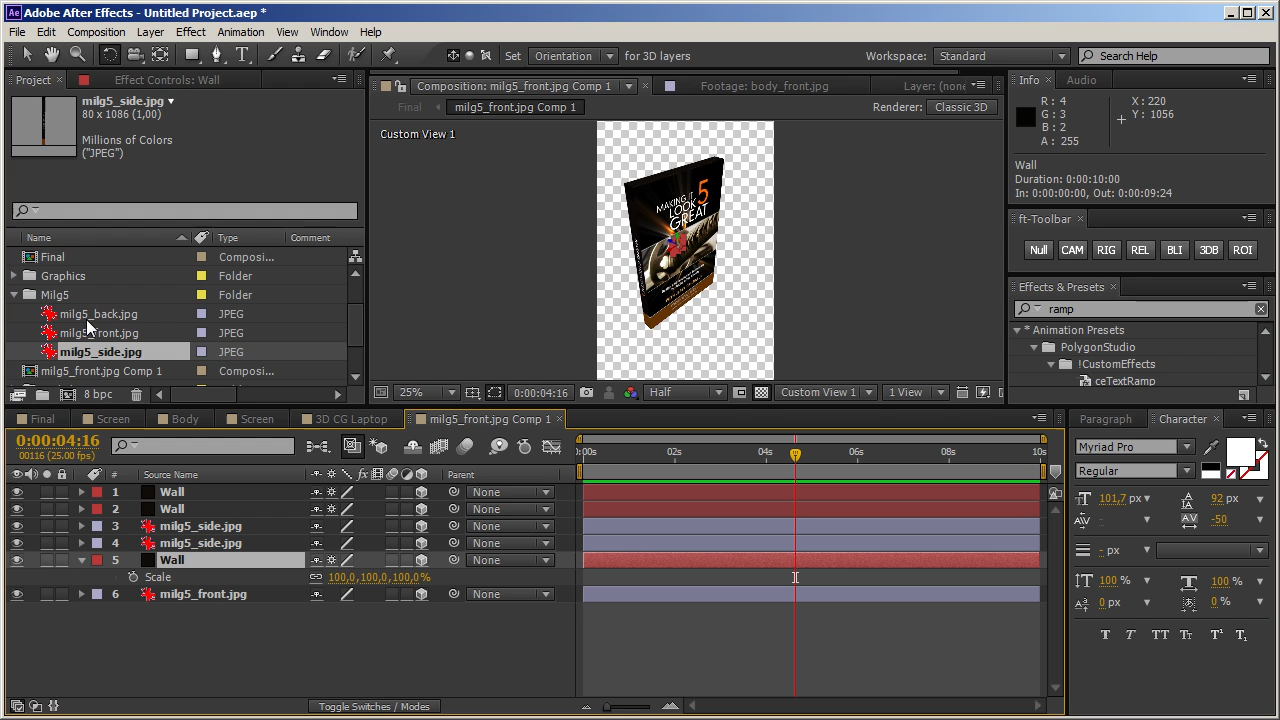 Adobe After Effects - Untitled Project.aep *
File Edit Composition Layer Effect Animation View Window Help
Set Orientation for 3D layers Workspace: Standard Search Help
Project Effect Controls: Wall
milg5_side.jpg
80 x 1086 (1,00)
Millions of Colors
("JPEG")
Name Type Comment
Final Composi...
Graphics Folder
Milg5 Folder
milg5_back.jpg JPEG
milg5_front.jpg JPEG
milg5_side.jpg JPEG
milg5_front.jpg Comp 1 Composi...
8 bpc
Composition: milg5_front.jpg Comp 1 Footage: body_front.jpg Layer: (none
Final milg5_front.jpg Comp 1 Renderer: Classic 3D
Custom View 1
MAKING IT
LOOK
GREAT
5
25% 0:00:04:16 Half Custom View 1 1 View
Info Audio
R: 4 X: 220
G: 3 Y: 1056
B: 2
A: 255
Wall
Duration: 0:00:10:00
In: 0:00:00:00, Out: 0:00:09:24
ft-Toolbar
Null CAM RIG REL BLI 3DB ROI
Effects & Presets
ramp
* Animation Presets
PolygonStudio
!CustomEffects
ceTextRamp
Final Screen Body Screen 3D CG Laptop milg5_front.jpg Comp 1
0:00:04:16
00116 (25.00 fps)
# Source Name Parent
:00s 02s 04s 06s 08s 10s
1 Wall None
2 Wall None
3 milg5_side.jpg None
4 milg5_side.jpg None
5 Wall None
Scale 100,0,100,0,100,0%
6 milg5_front.jpg None
Toggle Switches / Modes
Paragraph Character
Myriad Pro
Regular
101,7 px 92 px
- -50
- px
100 % 100 %
0 px 0 %
T T TT Tt T¹ T₁